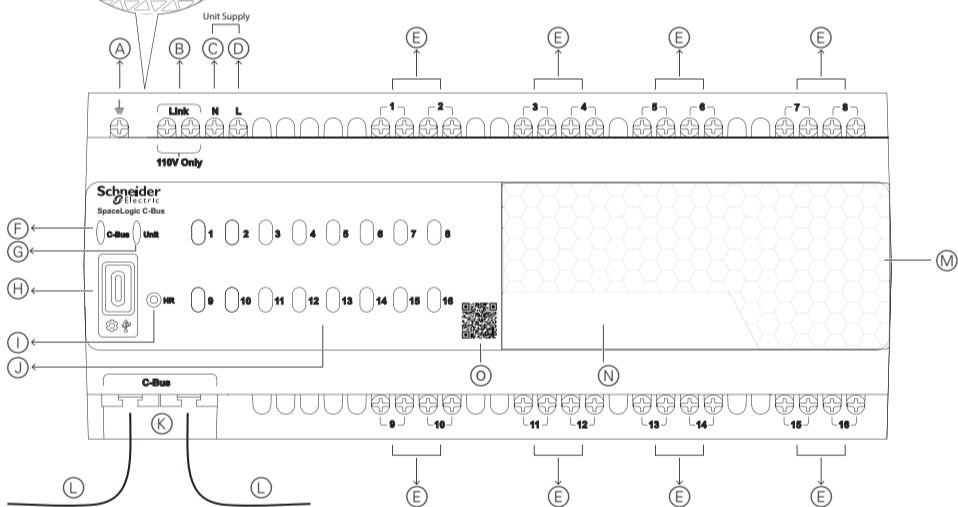 Unit Supply
A B C D E E E E
Link N L 1 2 3 4 5 6 7 8
110V Only
Schneider
Electric
SpaceLogic C-Bus
F C-Bus Unit 1 2 3 4 5 6 7 8
G
M
H
HR 9 10 11 12 13 14 15 16
I
J
O N
C-Bus
K
9 10 11 12 13 14 15 16
L L
E E E E